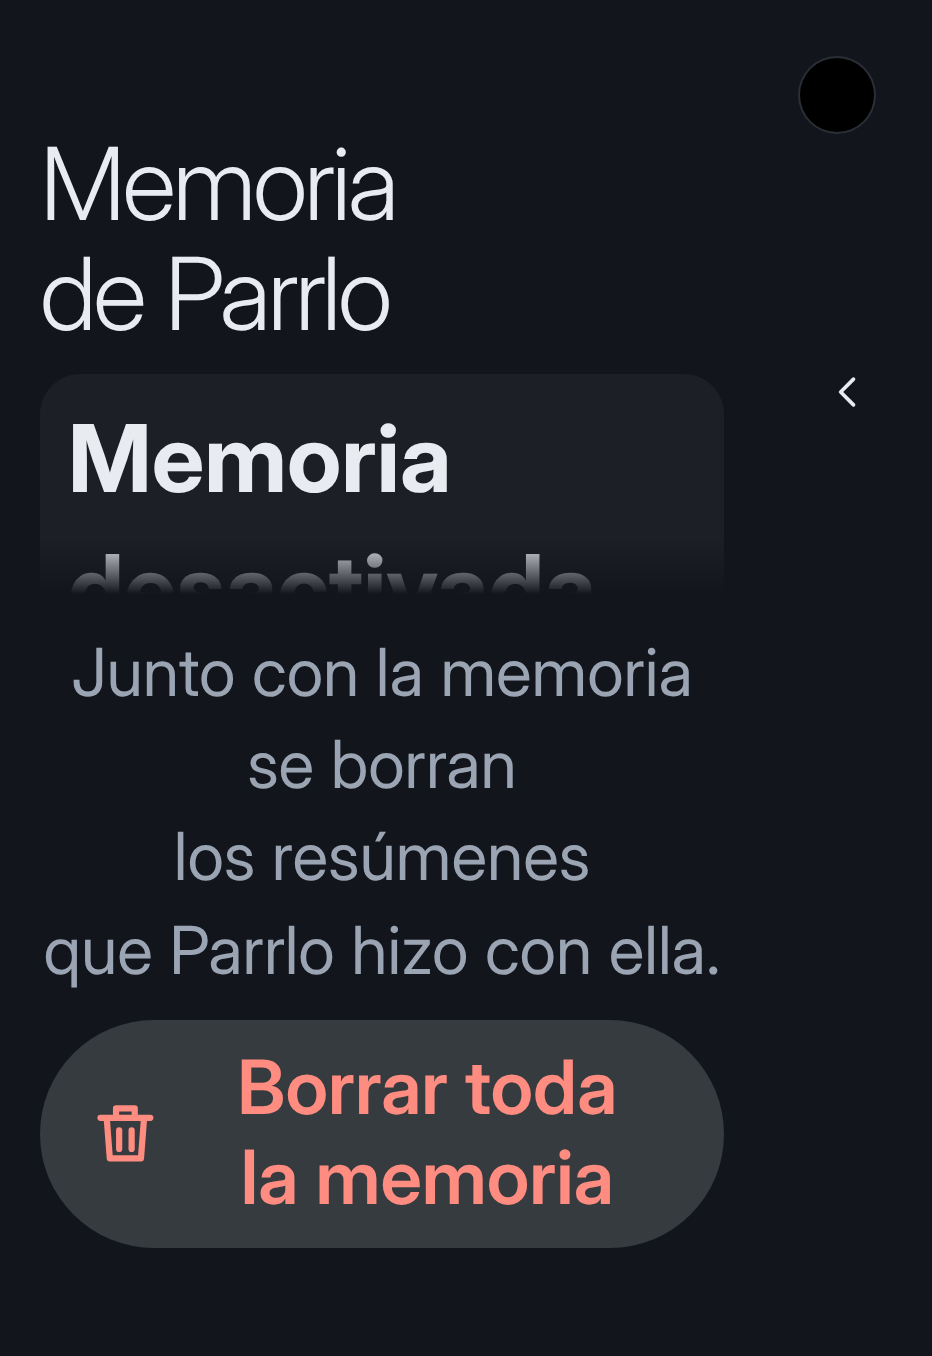 Memoria
de Parrlo
Memoria
desactivada
Junto con la memoria
se borran
los resúmenes
que Parrlo hizo con ella.
Borrar toda
la memoria